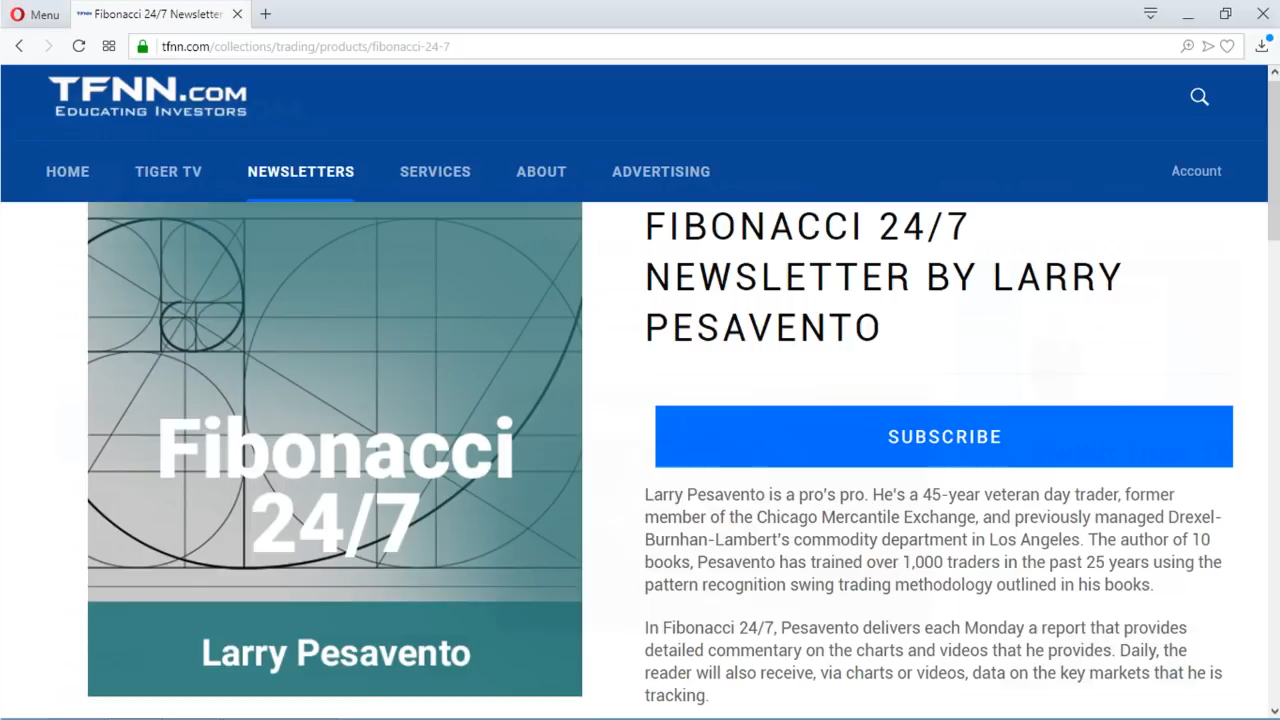 Menu
Fibonacci 24/7 Newsletter
tfnn.com/collections/trading/products/fibonacci-24-7
TFNN.COM
EDUCATING INVESTORS
HOME
TIGER TV
NEWSLETTERS
SERVICES
ABOUT
ADVERTISING
Account
Fibonacci
24/7
Larry Pesavento
FIBONACCI 24/7
NEWSLETTER BY LARRY
PESAVENTO
SUBSCRIBE
Larry Pesavento is a pro's pro. He's a 45-year veteran day trader, former
member of the Chicago Mercantile Exchange, and previously managed Drexel-
Burnhan-Lambert's commodity department in Los Angeles. The author of 10
books, Pesavento has trained over 1,000 traders in the past 25 years using the
pattern recognition swing trading methodology outlined in his books.
In Fibonacci 24/7, Pesavento delivers each Monday a report that provides
detailed commentary on the charts and videos that he provides. Daily, the
reader will also receive, via charts or videos, data on the key markets that he is
tracking.